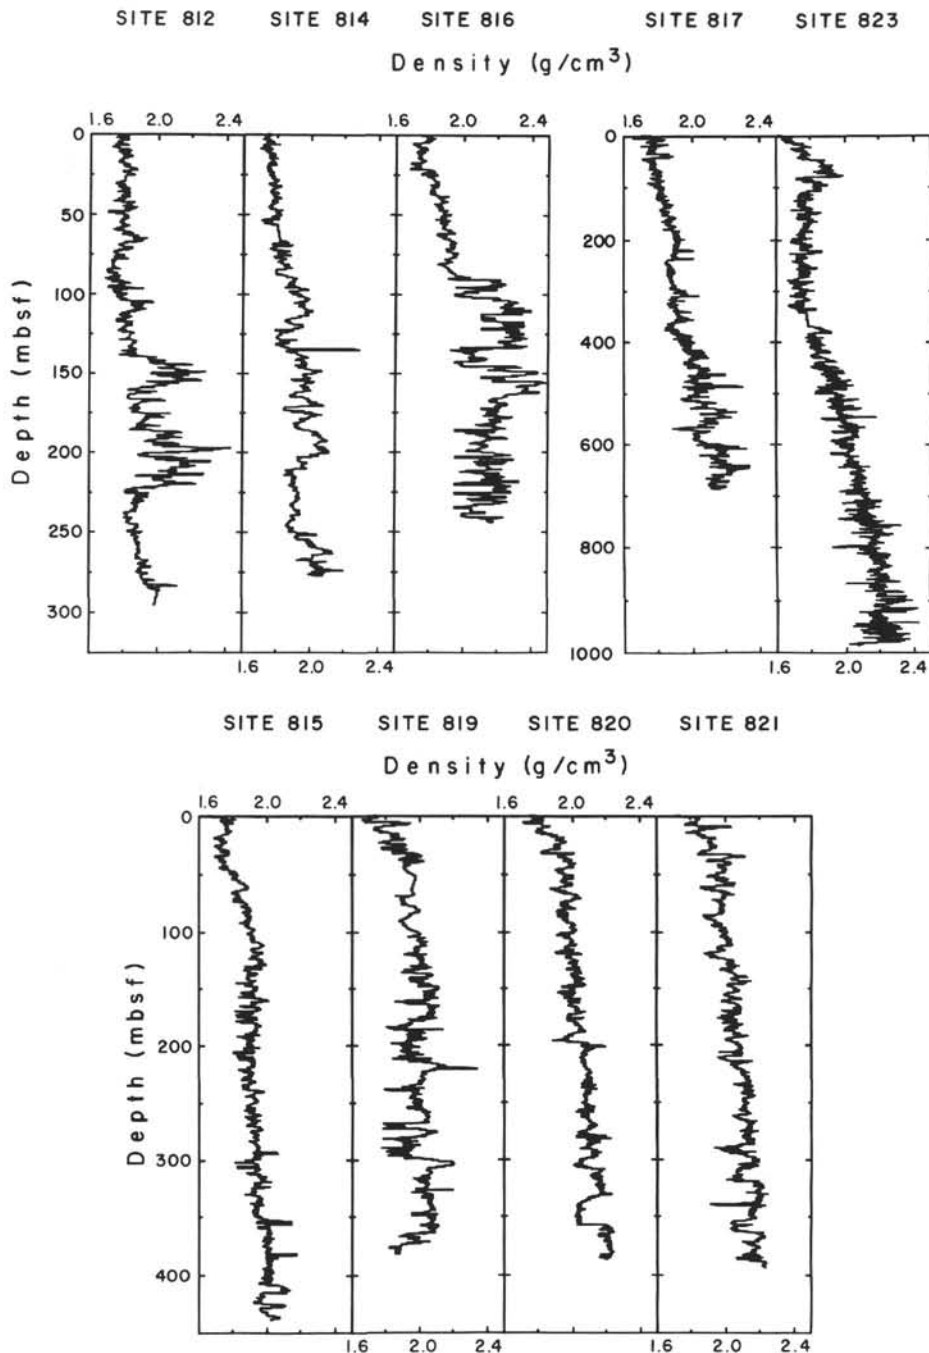 SITE 812 SITE 814 SITE 816 SITE 817 SITE 823
Density (g/cm³)
1.6 2.0 2.4 1.6 2.0 2.4 1.6 2.0 2.4
0
50
100
150
200
250
300
0
200
400
600
800
1000
Depth (mbsf)
1.6 2.0 2.4 1.6 2.0 2.4
SITE 815 SITE 819 SITE 820 SITE 821
Density (g/cm³)
1.6 2.0 2.4 1.6 2.0 2.4
0
100
200
300
400
Depth (mbsf)
1.6 2.0 2.4 1.6 2.0 2.4